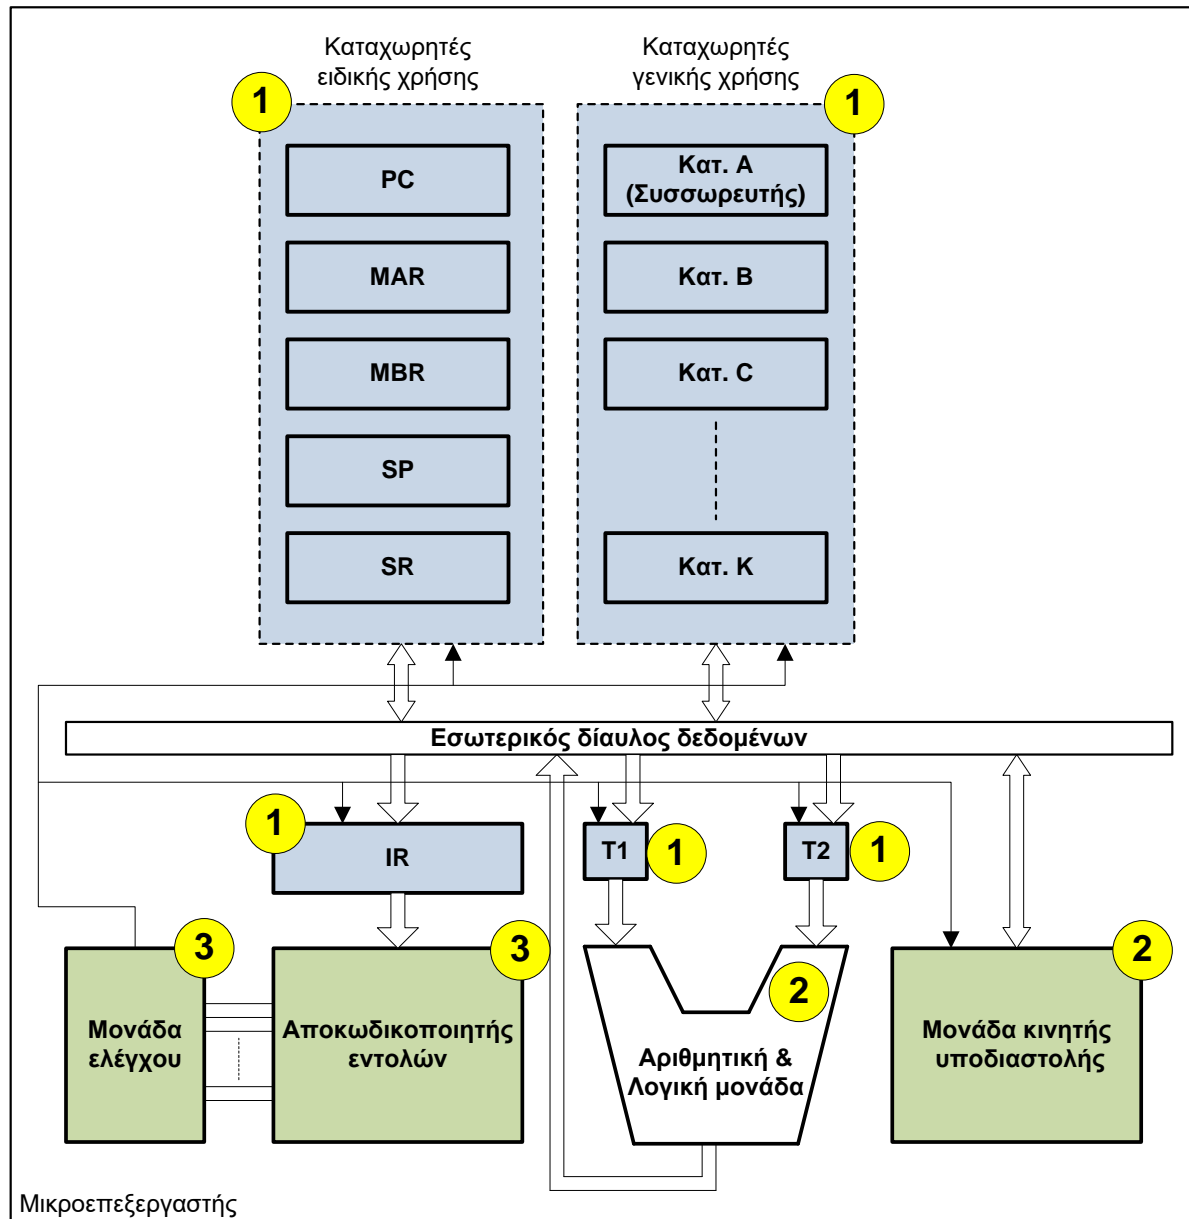 Καταχωρητές
ειδικής χρήσης
Καταχωρητές
γενικής χρήσης
1
1
PC
Κατ. A
(Συσσωρευτής)
MAR
Κατ. B
MBR
Κατ. C
SP
SR
Κατ. K
Εσωτερικός δίαυλος δεδομένων
1
IR
T1
1
T2
1
3
Μονάδα
ελέγχου
3
Αποκωδικοποιητής
εντολών
2
Αριθμητική &
Λογική μονάδα
2
Μονάδα κινητής
υποδιαστολής
Μικροεπεξεργαστής